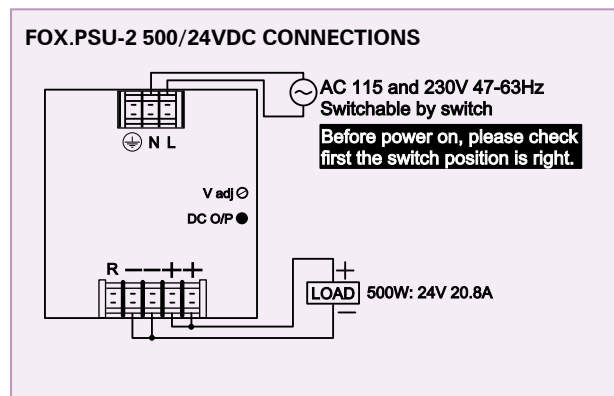 FOX.PSU-2 500/24VDC CONNECTIONS
AC 115 and 230V 47-63Hz
Switchable by switch
Before power on, please check
first the switch position is right.
N L
V adj
DC O/P
R — — + +
+
LOAD 500W: 24V 20.8A
—